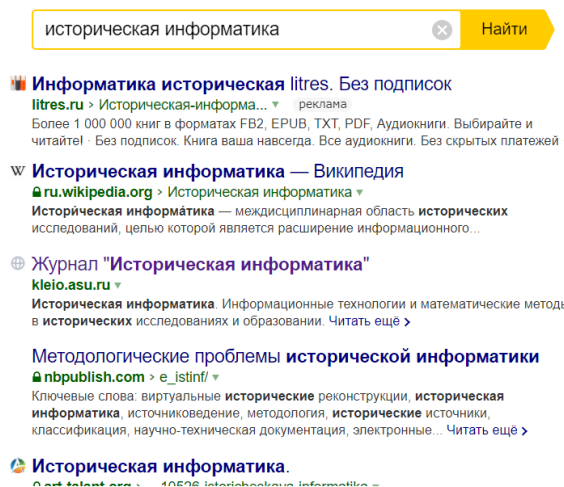 историческая информатика
Найти
Информатика историческая litres. Без подписок
litres.ru › Историческая-информа... реклама
Более 1 000 000 книг в форматах FB2, EPUB, TXT, PDF, Аудиокниги. Выбирайте и
читайте! · Без подписок. Книга ваша навсегда. Все аудиокниги. Без скрытых платежей
W Историческая информатика — Википедия
ru.wikipedia.org › Историческая информатика
Истори́ческая информа́тика — междисциплинарная область исторических
исследований, целью которой является расширение информационного...
Журнал "Историческая информатика"
kleio.asu.ru
Историческая информатика. Информационные технологии и математические методы
в исторических исследованиях и образовании. Читать ещё ›
Методологические проблемы исторической информатики
nbpublish.com › e_istinf/
Ключевые слова: виртуальные исторические реконструкции, историческая
информатика, источниковедение, методология, исторические источники,
классификация, научно-техническая документация, электронные... Читать ещё ›
Историческая информатика.